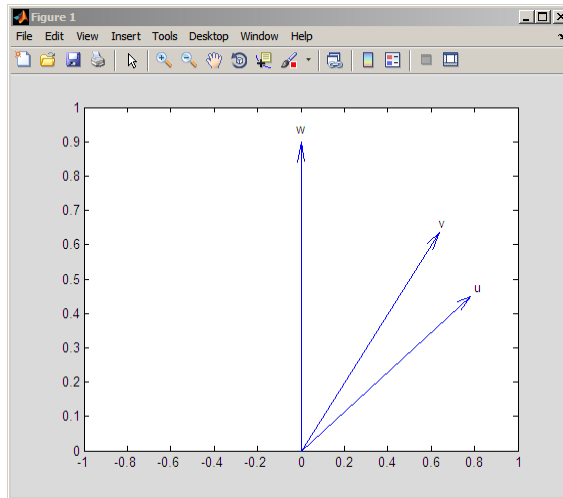 Figure 1
File Edit View Insert Tools Desktop Window Help
1
w
0.9
0.8
0.7
v
0.6
0.5
u
0.4
0.3
0.2
0.1
0
-1 -0.8 -0.6 -0.4 -0.2 0 0.2 0.4 0.6 0.8 1